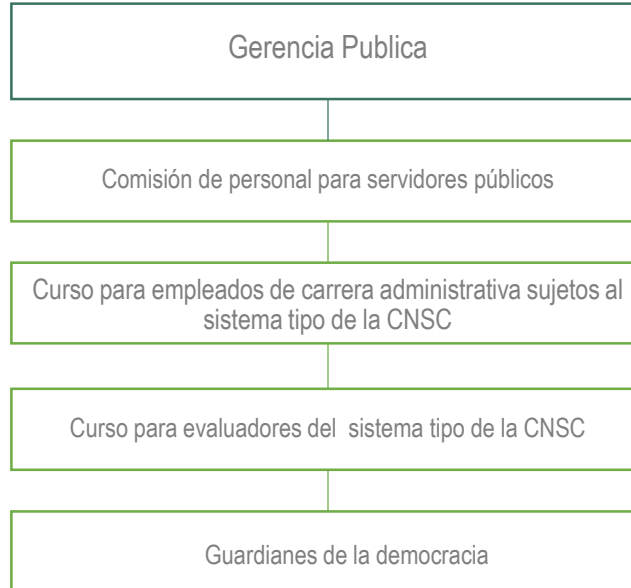 Gerencia Publica
Comisión de personal para servidores públicos
Curso para empleados de carrera administrativa sujetos al
sistema tipo de la CNSC
Curso para evaluadores del  sistema tipo de la CNSC
Guardianes de la democracia